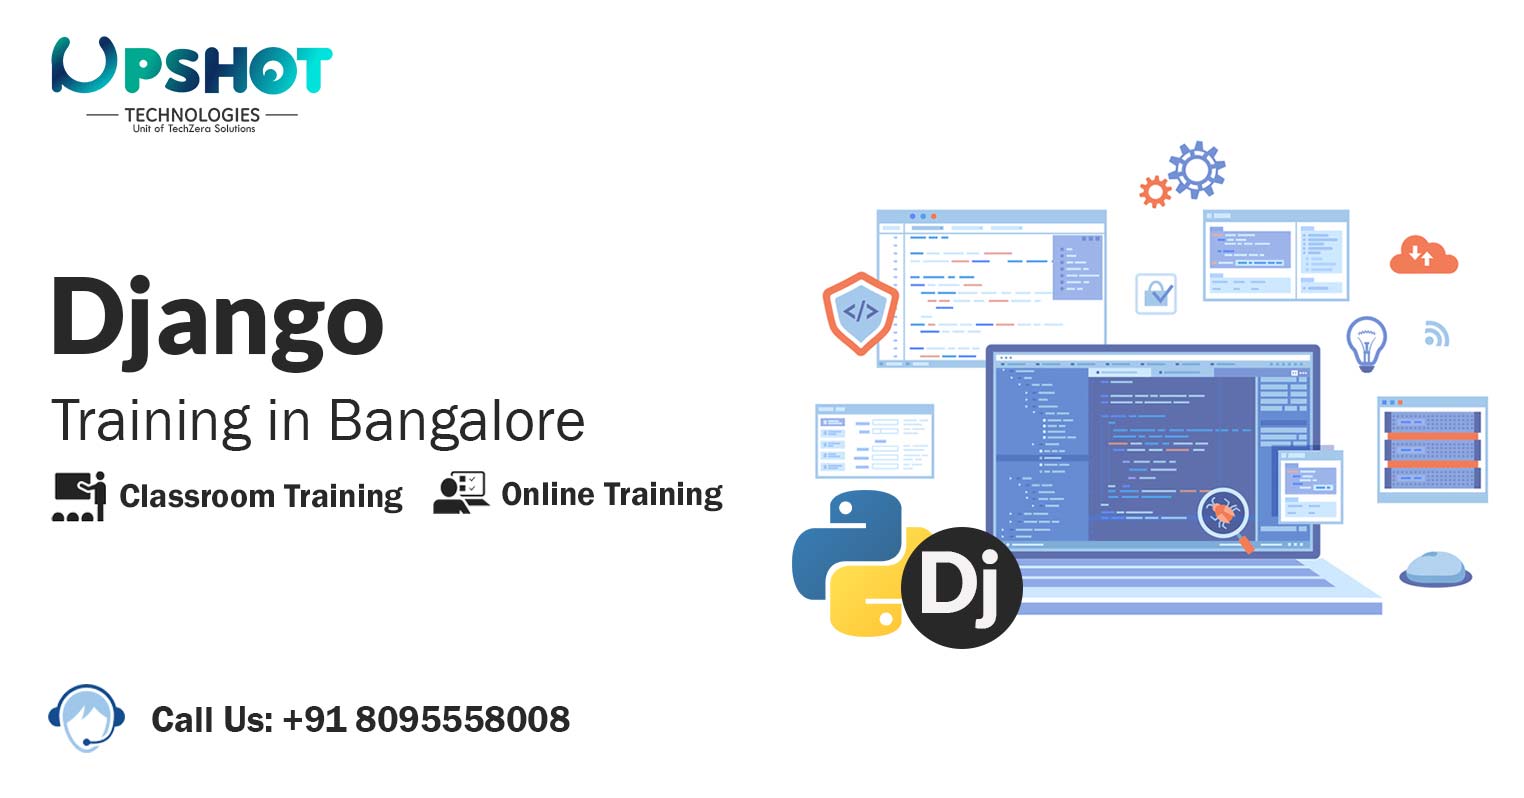 UPSHOT
TECHNOLOGIES
Unit of TechZera Solutions
Django
Training in Bangalore
Classroom Training
Online Training
</>
Dj
Call Us: +91 8095558008